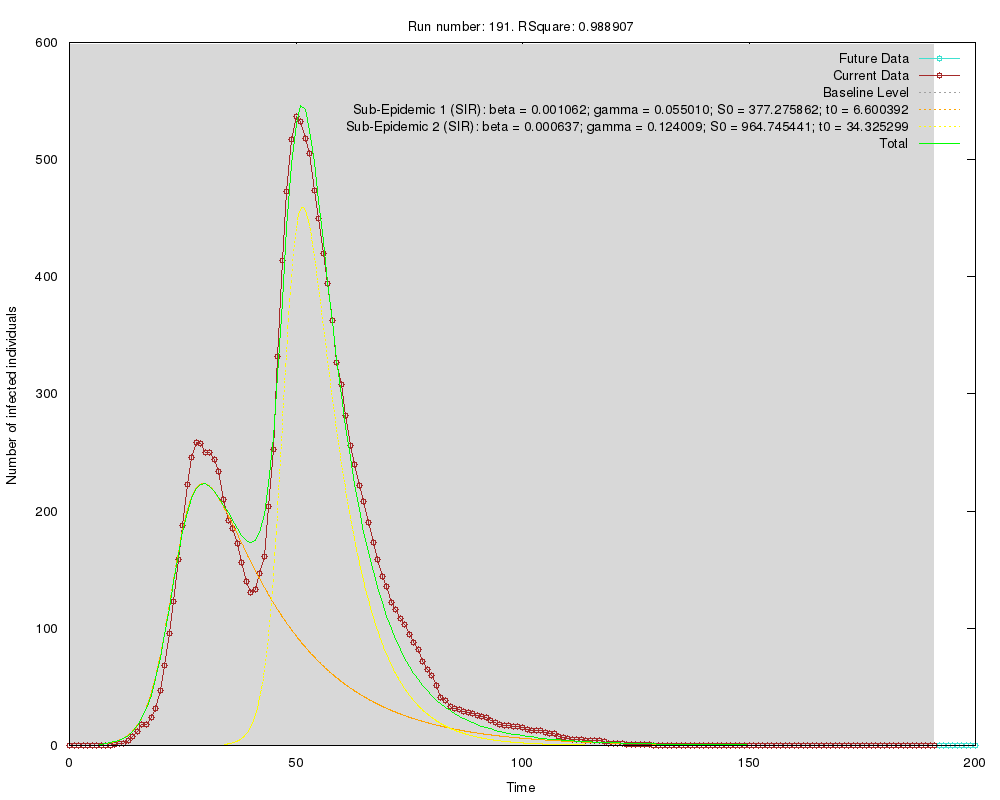 Run number: 191. RSquare: 0.988907
600
500
400
300
200
100
0
Number of infected individuals
Future Data
Current Data
Baseline Level
Sub-Epidemic 1 (SIR): beta = 0.001062; gamma = 0.055010; S0 = 377.275862; t0 = 6.600392
Sub-Epidemic 2 (SIR): beta = 0.000637; gamma = 0.124009; S0 = 964.745441; t0 = 34.325299
Total
0 50 100 150 200
Time